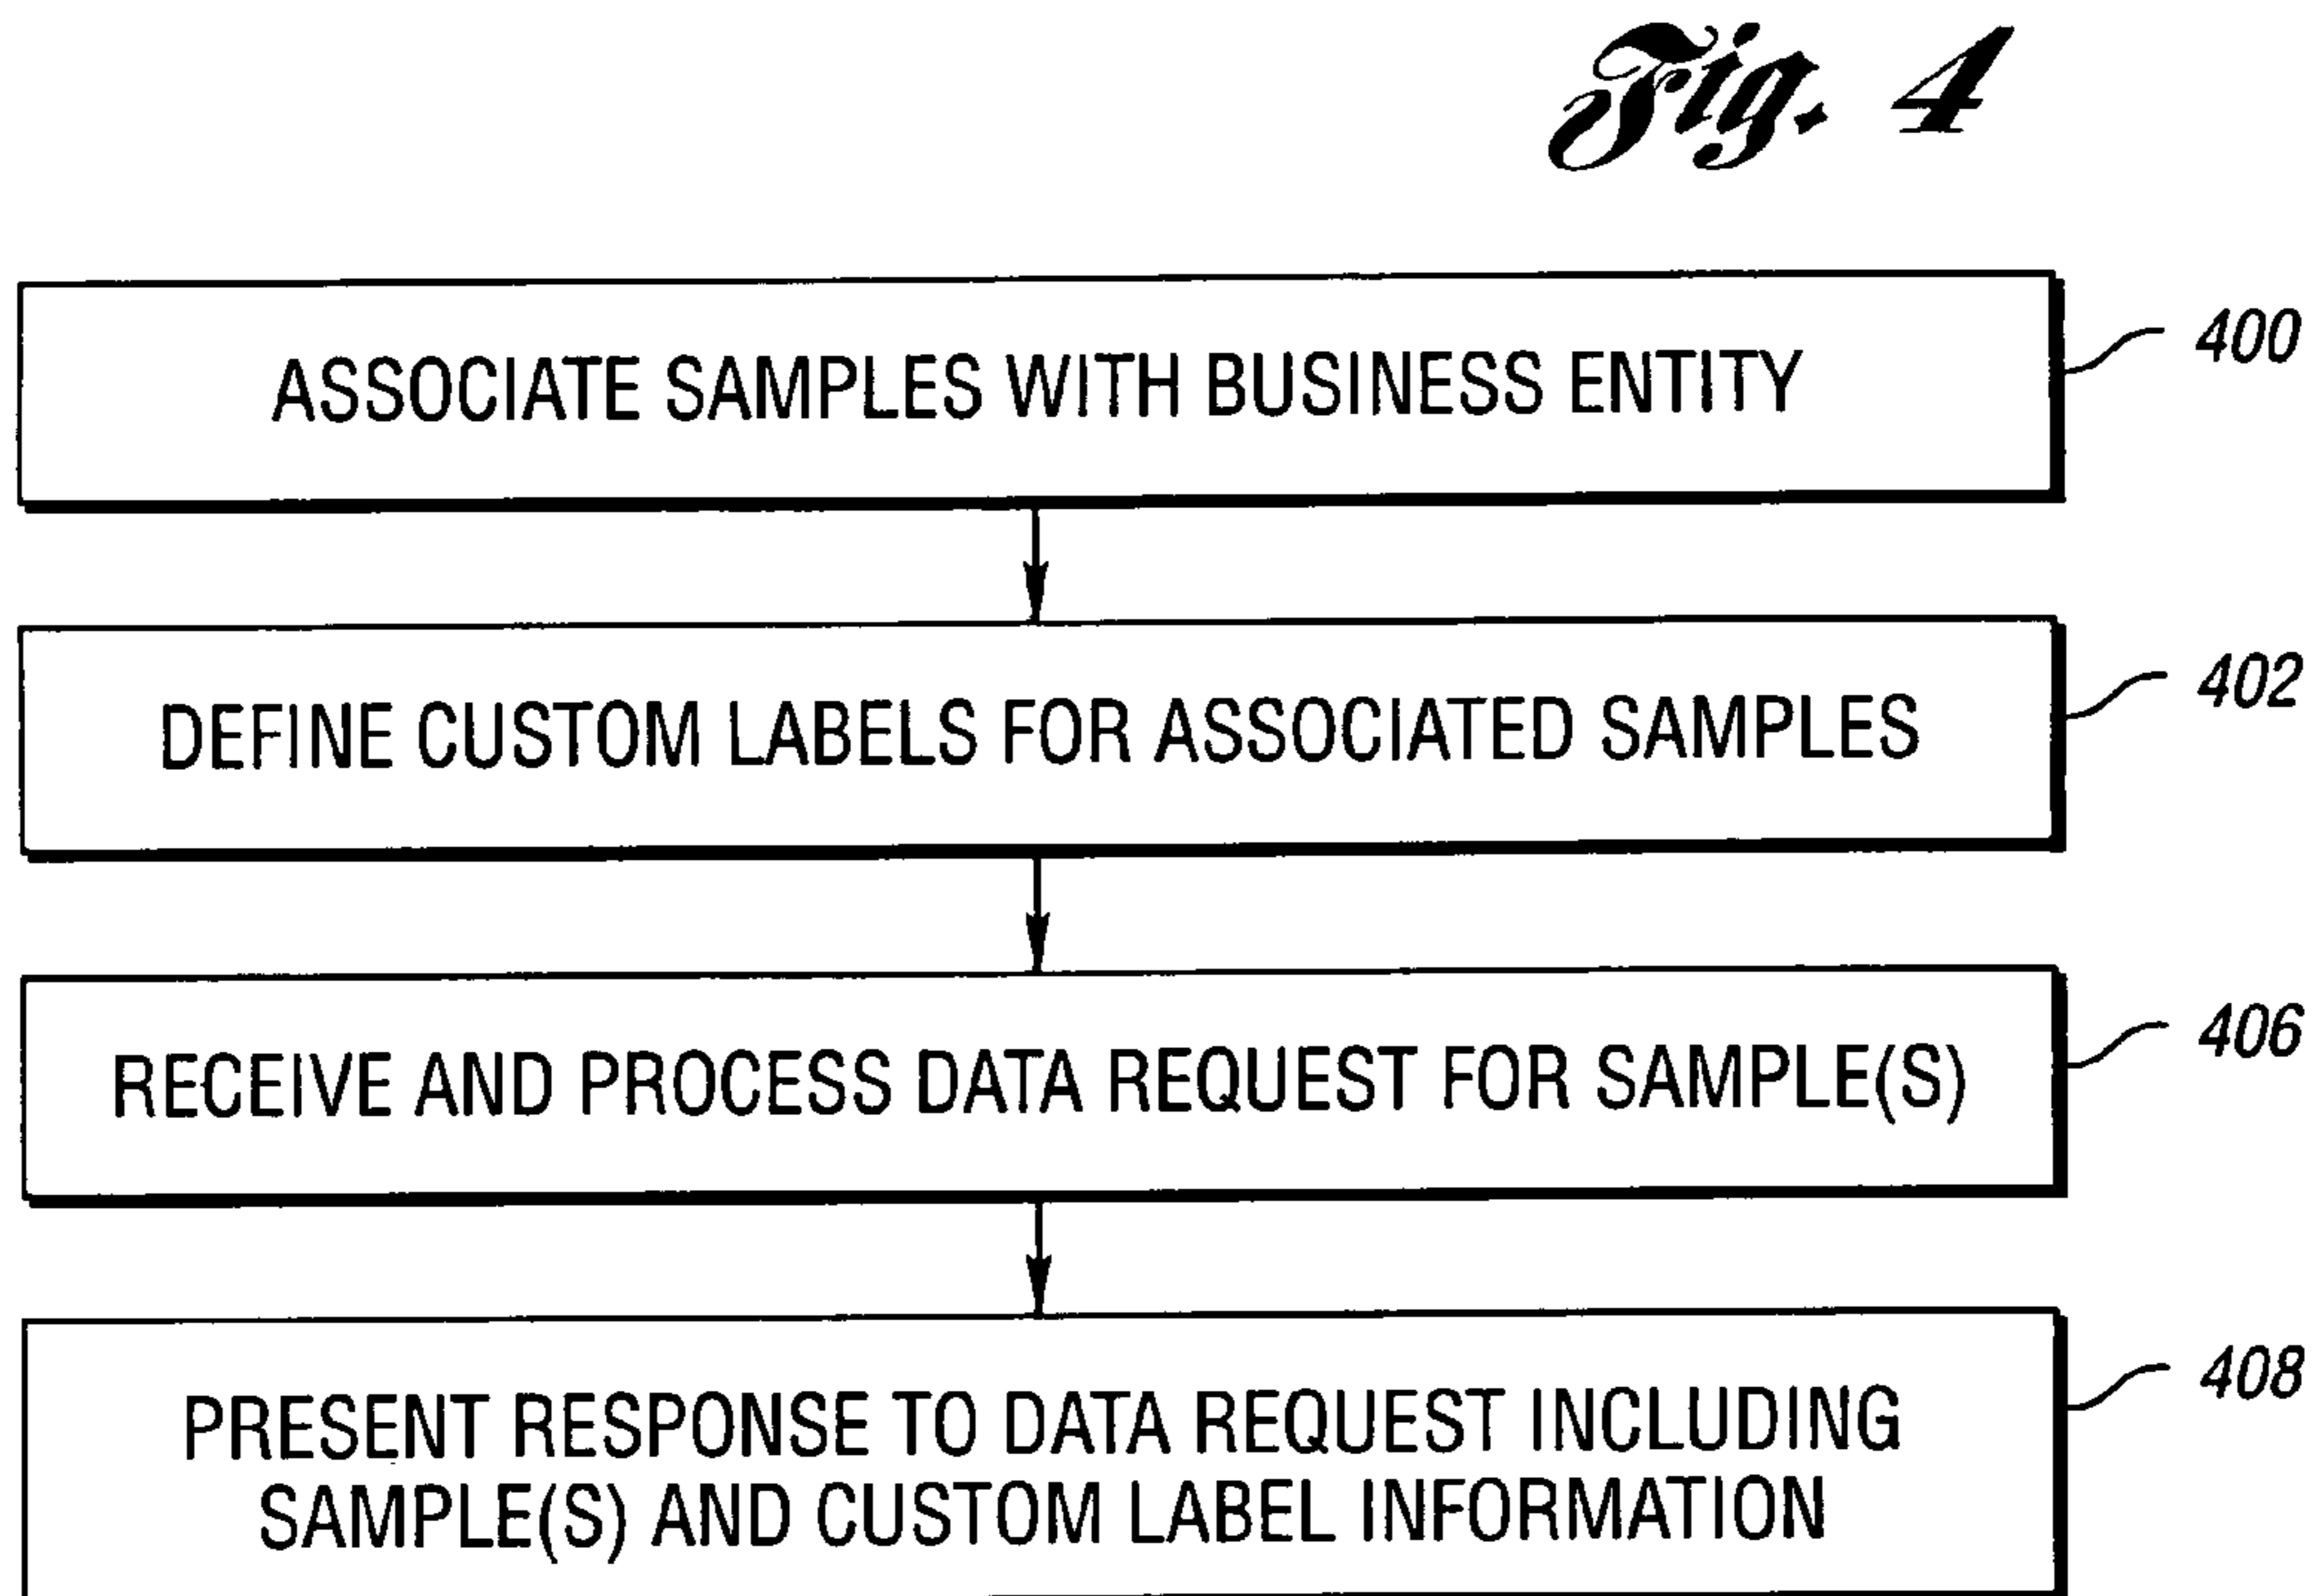 Fig. 4
ASSOCIATE SAMPLES WITH BUSINESS ENTITY
400
DEFINE CUSTOM LABELS FOR ASSOCIATED SAMPLES
402
RECEIVE AND PROCESS DATA REQUEST FOR SAMPLE(S)
406
PRESENT RESPONSE TO DATA REQUEST INCLUDING
408
SAMPLE(S) AND CUSTOM LABEL INFORMATION